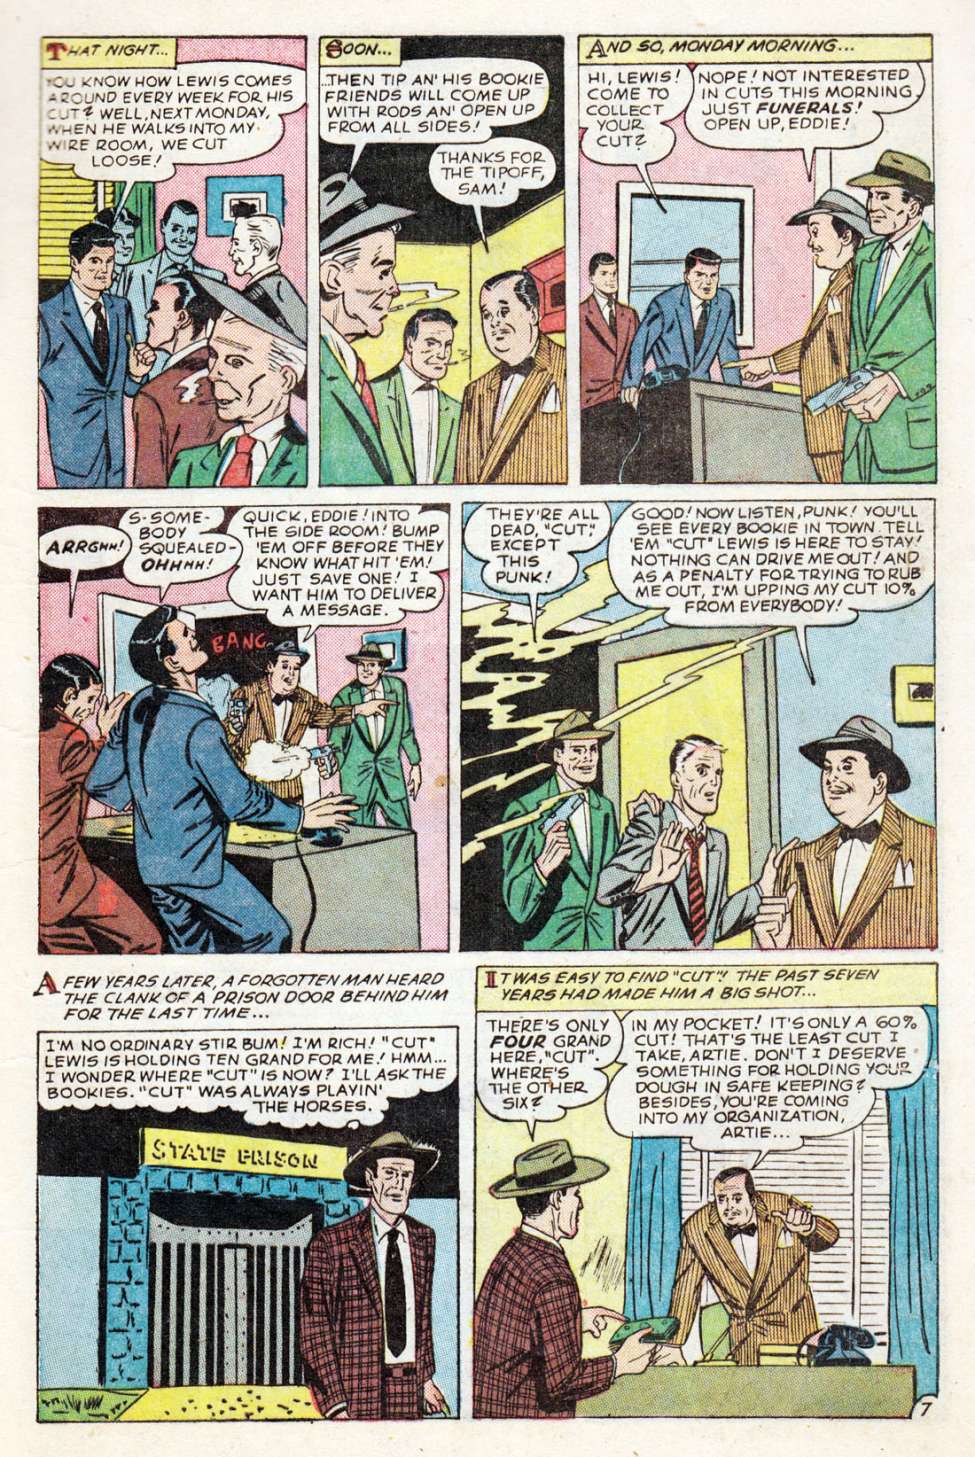 THAT NIGHT...
YOU KNOW HOW LEWIS COMES
AROUND EVERY WEEK FOR HIS
CUT? WELL, NEXT MONDAY,
WHEN HE WALKS INTO MY
WIRE ROOM, WE CUT
LOOSE!
SOON...
...THEN TIP AN' HIS BOOKIE
FRIENDS WILL COME UP
WITH RODS AN' OPEN UP
FROM ALL SIDES!
THANKS FOR
THE TIPOFF,
SAM!
AND SO, MONDAY MORNING...
HI, LEWIS!
COME TO
COLLECT
YOUR
CUT?
NOPE! NOT INTERESTED
IN CUTS THIS MORNING.
JUST FUNERALS!
OPEN UP, EDDIE!
ARRGHH!
S-SOME-
BODY
SQUEALED-
OHHHH!
QUICK, EDDIE! INTO
THE SIDE ROOM! BUMP
'EM OFF BEFORE THEY
KNOW WHAT HIT 'EM!
JUST SAVE ONE! I
WANT HIM TO DELIVER
A MESSAGE.
BANG
THEY'RE ALL
DEAD, "CUT",
EXCEPT
THIS
PUNK!
GOOD! NOW LISTEN, PUNK! YOU'LL
SEE EVERY BOOKIE IN TOWN. TELL
'EM "CUT" LEWIS IS HERE TO STAY!
NOTHING CAN DRIVE ME OUT! AND
AS A PENALTY FOR TRYING TO RUB
ME OUT, I'M UPPING MY CUT 10%
FROM EVERYBODY!
A FEW YEARS LATER, A FORGOTTEN MAN HEARD
THE CLANK OF A PRISON DOOR BEHIND HIM
FOR THE LAST TIME...
I'M NO ORDINARY STIR BUM! I'M RICH! "CUT"
LEWIS IS HOLDING TEN GRAND FOR ME! HMM...
I WONDER WHERE "CUT" IS NOW? I'LL ASK THE
BOOKIES. "CUT" WAS ALWAYS PLAYIN'
THE HORSES.
STATE PRISON
IT WAS EASY TO FIND "CUT"! THE PAST SEVEN
YEARS HAD MADE HIM A BIG SHOT...
THERE'S ONLY
FOUR GRAND
HERE, "CUT".
WHERE'S
THE OTHER
SIX?
IN MY POCKET! IT'S ONLY A 60%
CUT! THAT'S THE LEAST CUT I
TAKE, ARTIE. DON'T I DESERVE
SOMETHING FOR HOLDING YOUR
DOUGH IN SAFE KEEPING?
BESIDES, YOU'RE COMING
INTO MY ORGANIZATION,
ARTIE...
7